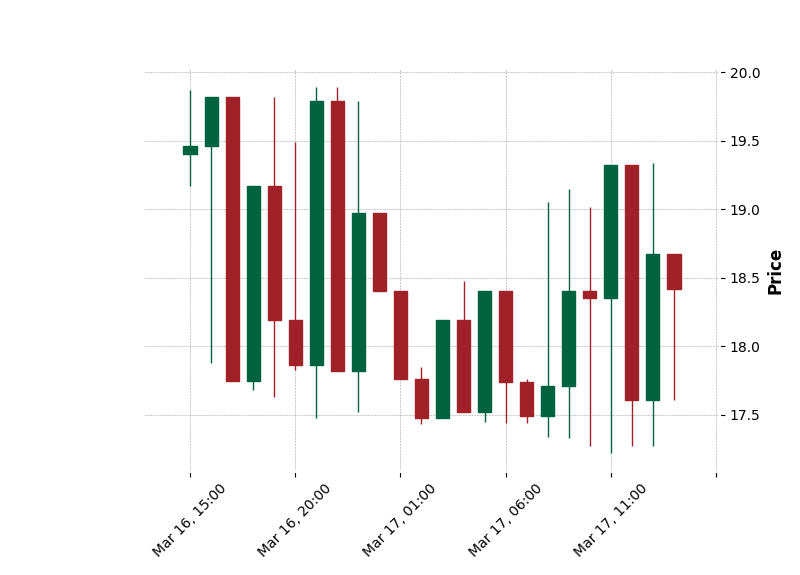 20.0
19.5
19.0
18.5
18.0
17.5
Price
Mar 16, 15:00
Mar 16, 20:00
Mar 17, 01:00
Mar 17, 06:00
Mar 17, 11:00